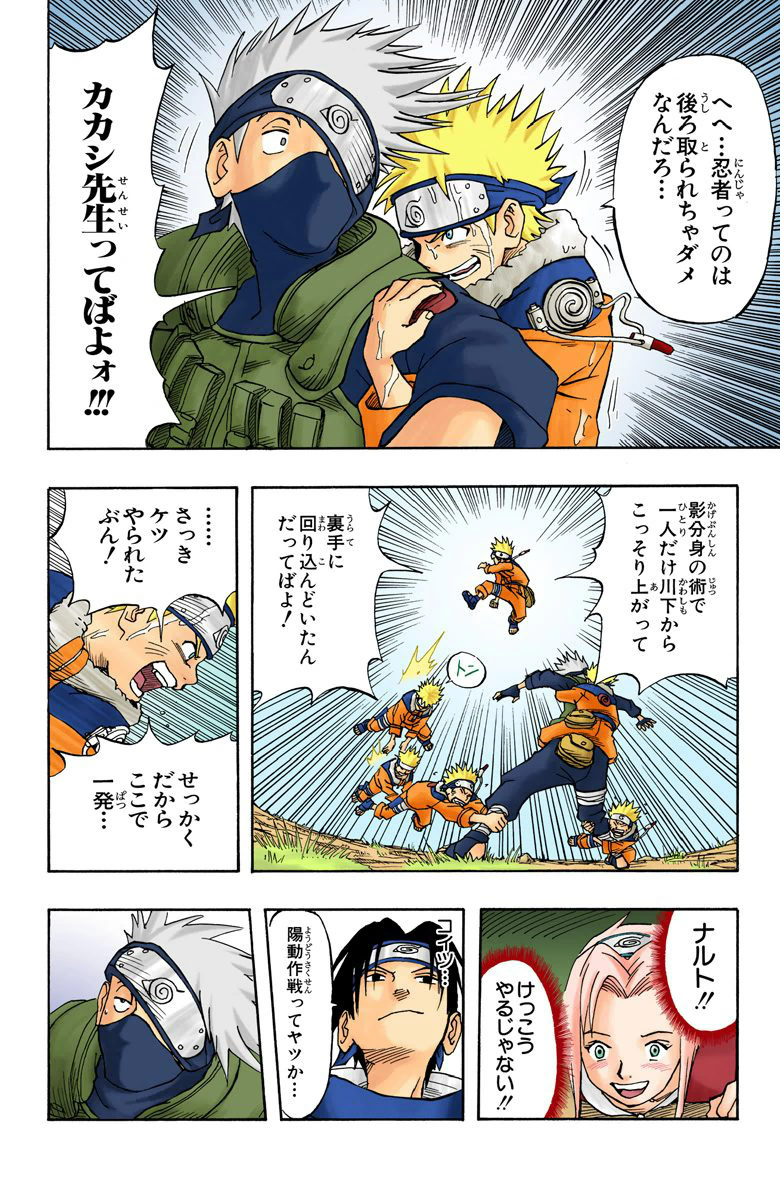 へへ…忍者ってのは
後ろ取られちゃダメ
なんだろ…
カカシ先生ってばよォ!!!
影分身の術で
一人だけ川下から
こっそり上がって
裏手に
回り込んどいたん
だってばよ!
トン
……
さっき
ケツ
やられた
ぶん!
せっかく
だから
ここで
一発…
ナルト!!
けっこう
やるじゃない!!
コイツ…
陽動作戦ってヤツか…